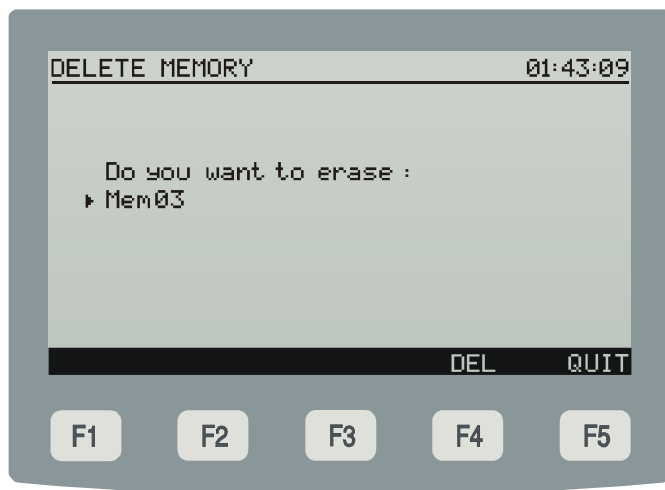 DELETE MEMORY 01:43:09
Do you want to erase :
Mem03
DEL QUIT
F1 F2 F3 F4 F5